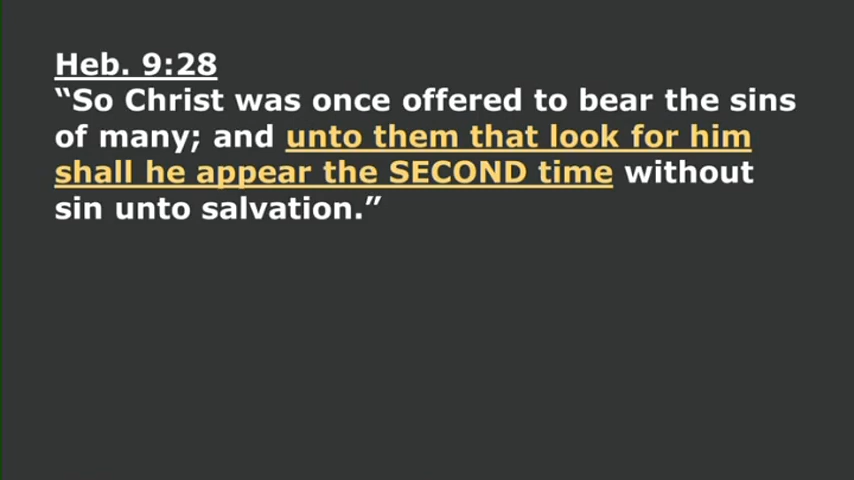 Heb. 9:28
“So Christ was once offered to bear the sins
of many; and unto them that look for him
shall he appear the SECOND time without
sin unto salvation.”